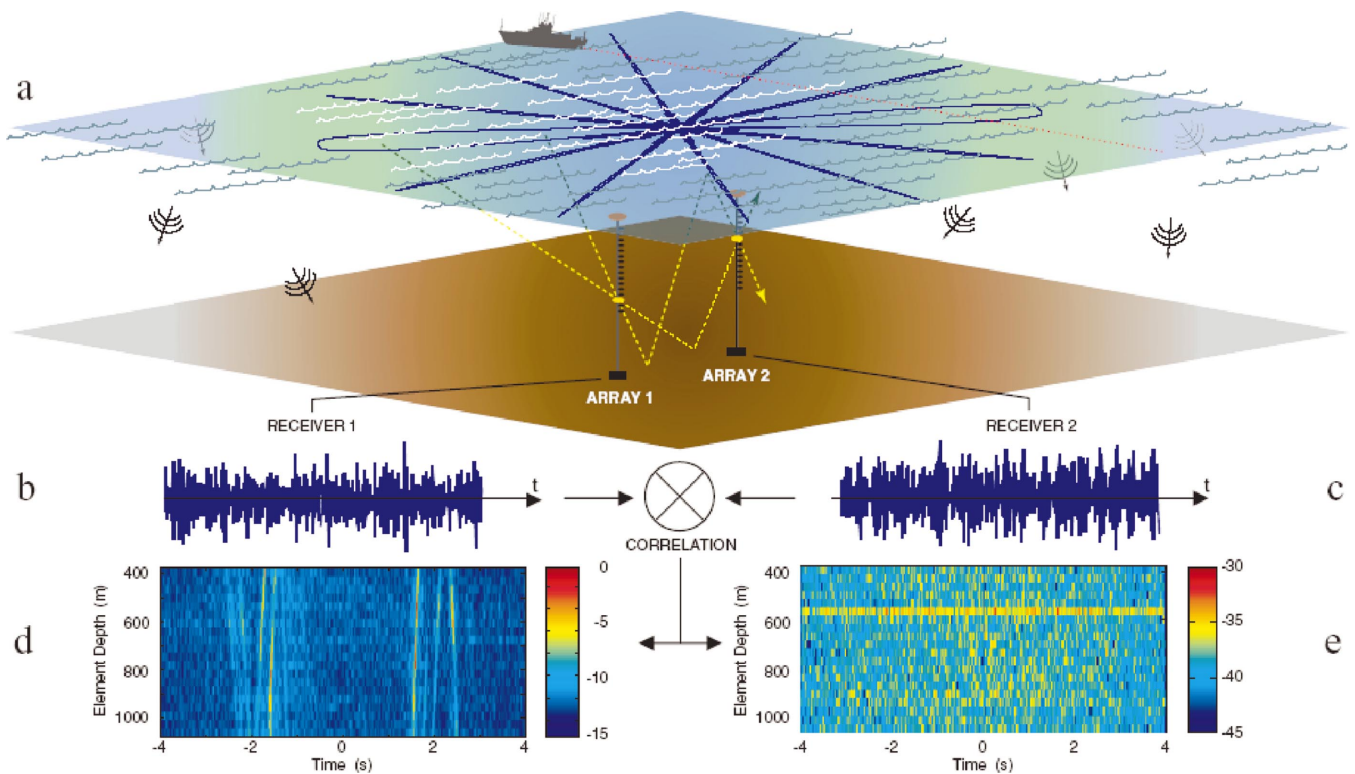 a
ARRAY 1
ARRAY 2
RECEIVER 1
RECEIVER 2
b
t
CORRELATION
t
c
d
Element Depth (m)
400
600
800
1000
-4
-2
0
2
4
Time (s)
0
-5
-10
-15
Element Depth (m)
400
600
800
1000
-4
-2
0
2
4
Time (s)
-30
-35
-40
-45
e